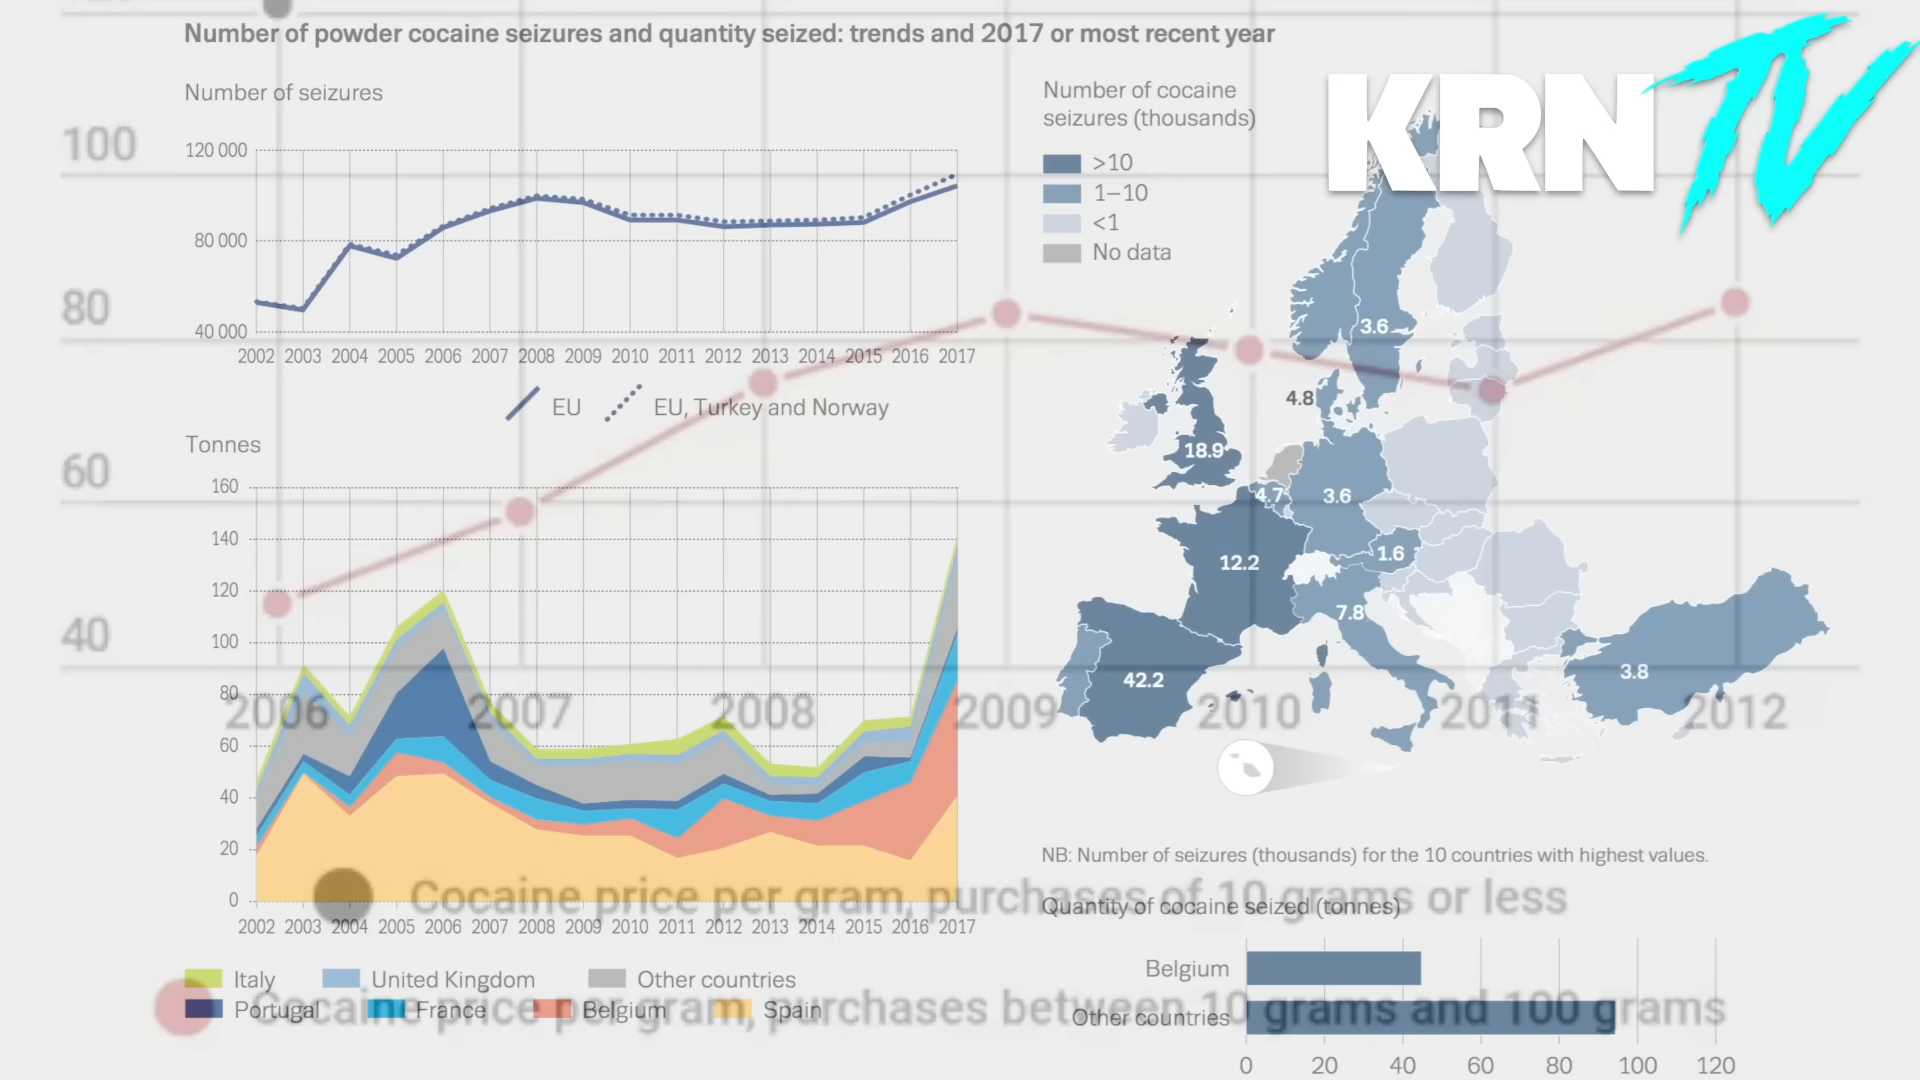 Number of powder cocaine seizures and quantity seized: trends and 2017 or most recent year
KRN TV
Number of seizures
120 000
80 000
40 000
2002 2003 2004 2005 2006 2007 2008 2009 2010 2011 2012 2013 2014 2015 2016 2017
EU
EU, Turkey and Norway
Tonnes
160
140
120
100
80
60
40
20
0
2002 2003 2004 2005 2006 2007 2008 2009 2010 2011 2012 2013 2014 2015 2016 2017
Italy United Kingdom Other countries
Portugal France Belgium Spain
Number of cocaine
seizures (thousands)
>10
1–10
<1
No data
3.6
4.8
18.9
4.7
3.6
12.2
1.6
7.8
42.2
3.8
NB: Number of seizures (thousands) for the 10 countries with highest values.
Quantity of cocaine seized (tonnes)
Belgium
Other countries
0 20 40 60 80 100 120
100
80
60
40
2006 2007 2008 2009 2010 2011 2012
Cocaine price per gram, purchases of 10 grams or less
Cocaine price per gram, purchases between 10 grams and 100 grams